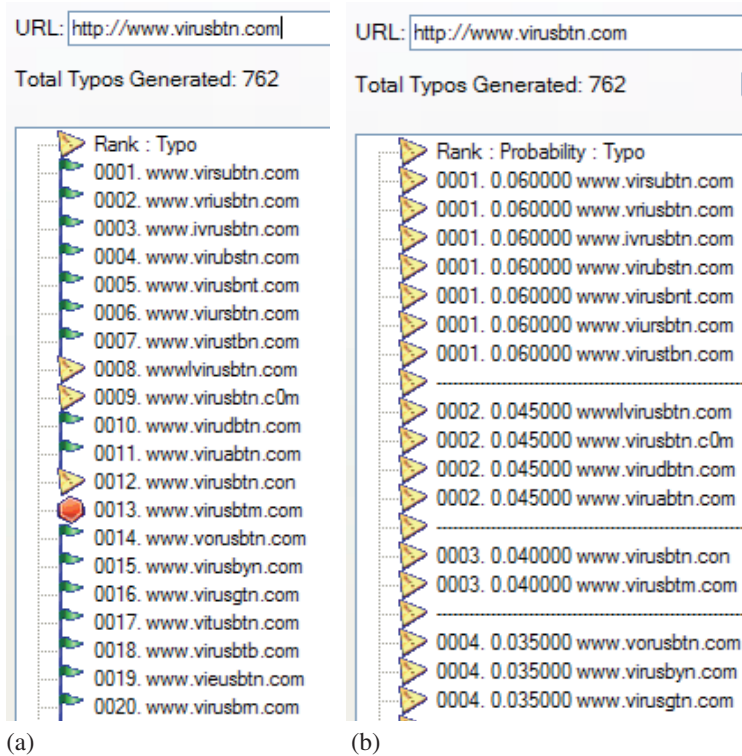 URL: http://www.virusbtn.com
Total Typos Generated: 762
Rank : Typo
0001. www.virsubtn.com
0002. www.vriusbtn.com
0003. www.ivrusbtn.com
0004. www.virubstn.com
0005. www.virusbnt.com
0006. www.viursbtn.com
0007. www.virustbn.com
0008. wwwlvirusbtn.com
0009. www.virusbtn.c0m
0010. www.virudbtn.com
0011. www.viruabtn.com
0012. www.virusbtn.con
0013. www.virusbtm.com
0014. www.vorusbtn.com
0015. www.virusbyn.com
0016. www.virusgtn.com
0017. www.vitusbtn.com
0018. www.virusbtb.com
0019. www.vieusbtn.com
0020. www.virusbrn.com
(a)
URL: http://www.virusbtn.com
Total Typos Generated: 762
Rank : Probability : Typo
0001. 0.060000 www.virsubtn.com
0001. 0.060000 www.vriusbtn.com
0001. 0.060000 www.ivrusbtn.com
0001. 0.060000 www.virubstn.com
0001. 0.060000 www.virusbnt.com
0001. 0.060000 www.viursbtn.com
0001. 0.060000 www.virustbn.com
0002. 0.045000 wwwlvirusbtn.com
0002. 0.045000 www.virusbtn.c0m
0002. 0.045000 www.virudbtn.com
0002. 0.045000 www.viruabtn.com
0003. 0.040000 www.virusbtn.con
0003. 0.040000 www.virusbtm.com
0004. 0.035000 www.vorusbtn.com
0004. 0.035000 www.virusbyn.com
0004. 0.035000 www.virusgtn.com
(b)